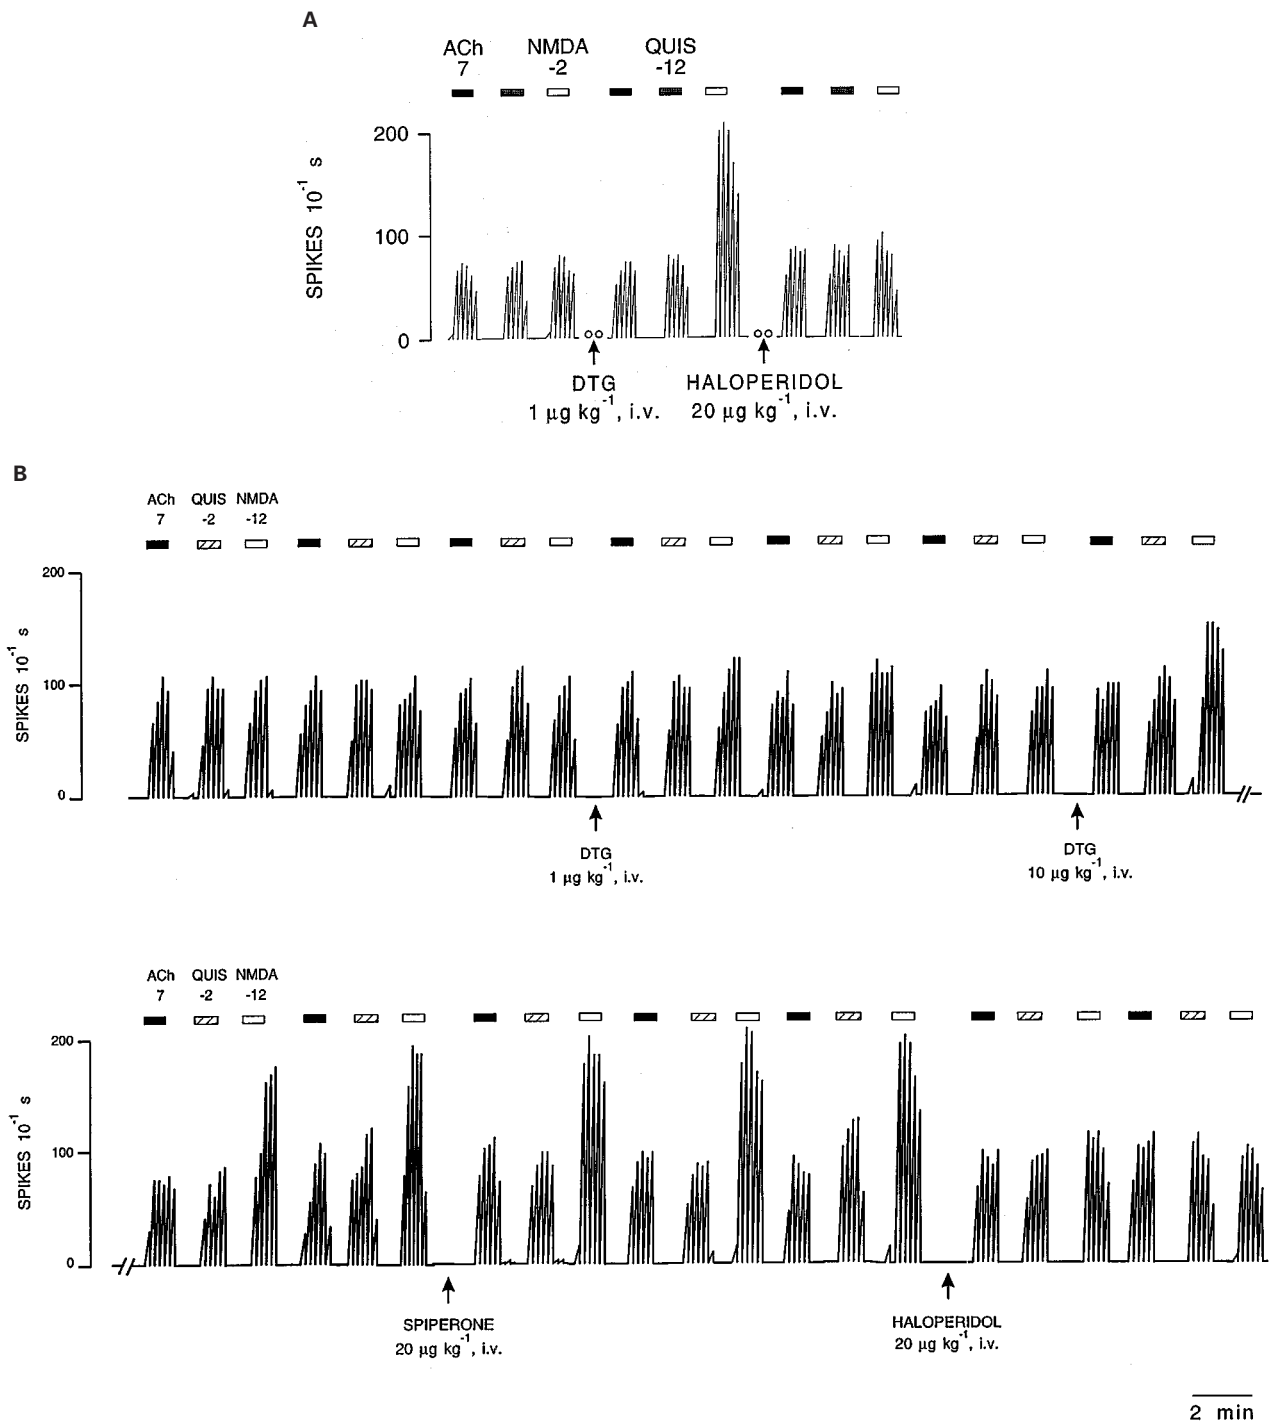 A
ACh NMDA QUIS
7 -2 -12
200
100
0
SPIKES 10⁻¹ s
DTG HALOPERIDOL
1 µg kg⁻¹, i.v. 20 µg kg⁻¹, i.v.
B
ACh QUIS NMDA
7 -2 -12
200
100
0
SPIKES 10⁻¹ s
DTG DTG
1 µg kg⁻¹, i.v. 10 µg kg⁻¹, i.v.
ACh QUIS NMDA
7 -2 -12
200
100
0
SPIKES 10⁻¹ s
SPIPERONE HALOPERIDOL
20 µg kg⁻¹, i.v. 20 µg kg⁻¹, i.v.
2 min